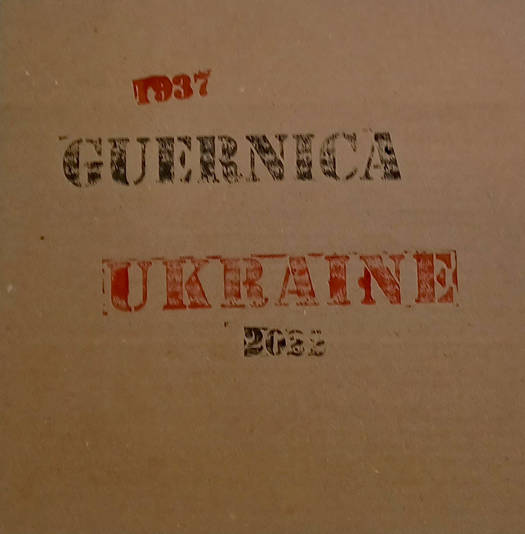 1937
GUERNICA
UKRAINE
2022